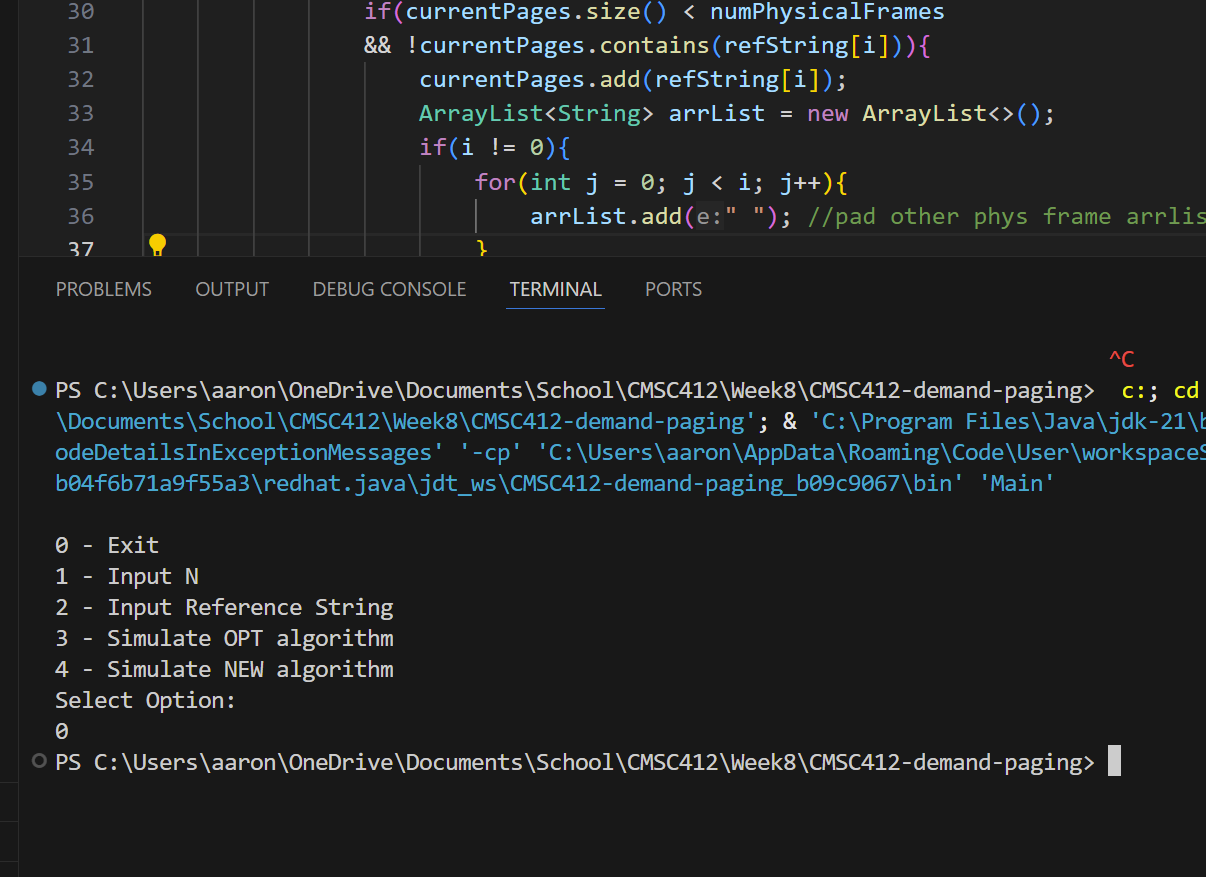 30 if(currentPages.size() < numPhysicalFrames
31 && !currentPages.contains(refString[i])){
32 currentPages.add(refString[i]);
33 ArrayList<String> arrList = new ArrayList<>();
34 if(i != 0){
35 for(int j = 0; j < i; j++){
36 arrList.add(e:" "); //pad other phys frame arrlis
37 }
PROBLEMS OUTPUT DEBUG CONSOLE TERMINAL PORTS
^C
PS C:\Users\aaron\OneDrive\Documents\School\CMSC412\Week8\CMSC412-demand-paging> c:; cd
\Documents\School\CMSC412\Week8\CMSC412-demand-paging'; & 'C:\Program Files\Java\jdk-21\b
odeDetailsInExceptionMessages' '-cp' 'C:\Users\aaron\AppData\Roaming\Code\User\workspaceS
b04f6b71a9f55a3\redhat.java\jdt_ws\CMSC412-demand-paging_b09c9067\bin' 'Main'
0 - Exit
1 - Input N
2 - Input Reference String
3 - Simulate OPT algorithm
4 - Simulate NEW algorithm
Select Option:
0
PS C:\Users\aaron\OneDrive\Documents\School\CMSC412\Week8\CMSC412-demand-paging>